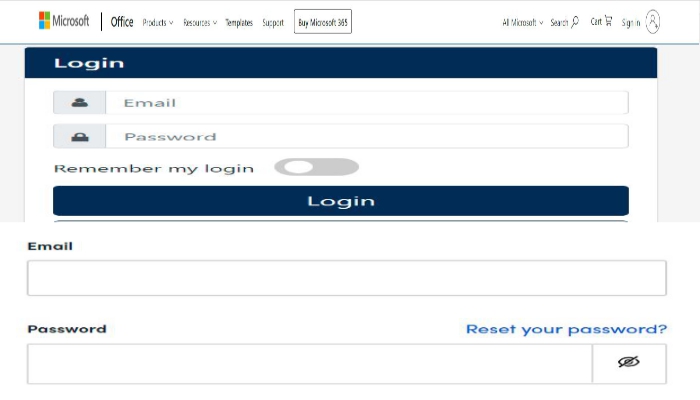 Microsoft Office Products Resources Templates Support Buy Microsoft 365 All Microsoft Search Cart Sign in
Login
Email
Password
Remember my login
Login
Email
Password Reset your password?